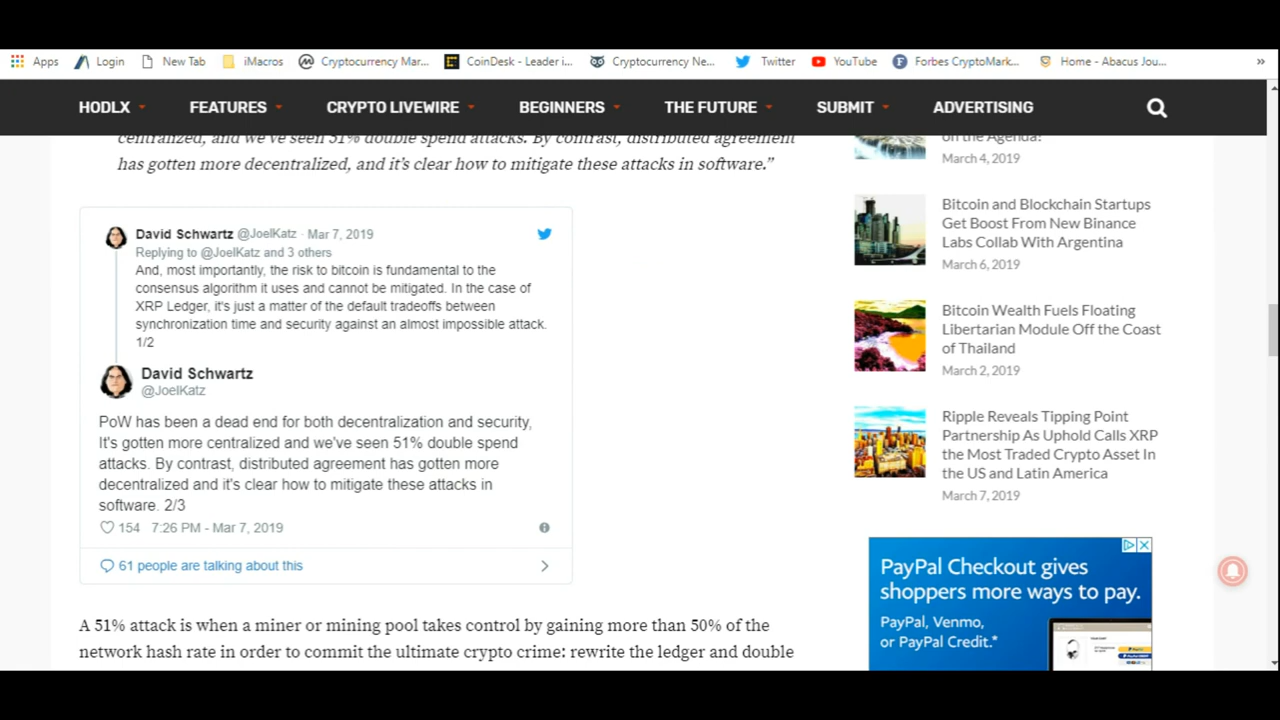 Apps Login New Tab iMacros Cryptocurrency Mar... CoinDesk - Leader i... Cryptocurrency Ne... Twitter YouTube Forbes CryptoMark... Home - Abacus Jou... »
HODLX FEATURES CRYPTO LIVEWIRE BEGINNERS THE FUTURE SUBMIT ADVERTISING
centralized, and we've seen 51% double spend attacks. By contrast, distributed agreement
has gotten more decentralized, and it's clear how to mitigate these attacks in software.”
David Schwartz @JoelKatz · Mar 7, 2019
Replying to @JoelKatz and 3 others
And, most importantly, the risk to bitcoin is fundamental to the
consensus algorithm it uses and cannot be mitigated. In the case of
XRP Ledger, it's just a matter of the default tradeoffs between
synchronization time and security against an almost impossible attack.
1/2
David Schwartz
@JoelKatz
PoW has been a dead end for both decentralization and security,
It's gotten more centralized and we've seen 51% double spend
attacks. By contrast, distributed agreement has gotten more
decentralized and it's clear how to mitigate these attacks in
software. 2/3
154 7:26 PM - Mar 7, 2019
61 people are talking about this
A 51% attack is when a miner or mining pool takes control by gaining more than 50% of the
network hash rate in order to commit the ultimate crypto crime: rewrite the ledger and double
on the Agenda?
March 4, 2019
Bitcoin and Blockchain Startups
Get Boost From New Binance
Labs Collab With Argentina
March 6, 2019
Bitcoin Wealth Fuels Floating
Libertarian Module Off the Coast
of Thailand
March 2, 2019
Ripple Reveals Tipping Point
Partnership As Uphold Calls XRP
the Most Traded Crypto Asset In
the US and Latin America
March 7, 2019
PayPal Checkout gives
shoppers more ways to pay.
PayPal, Venmo,
or PayPal Credit.*